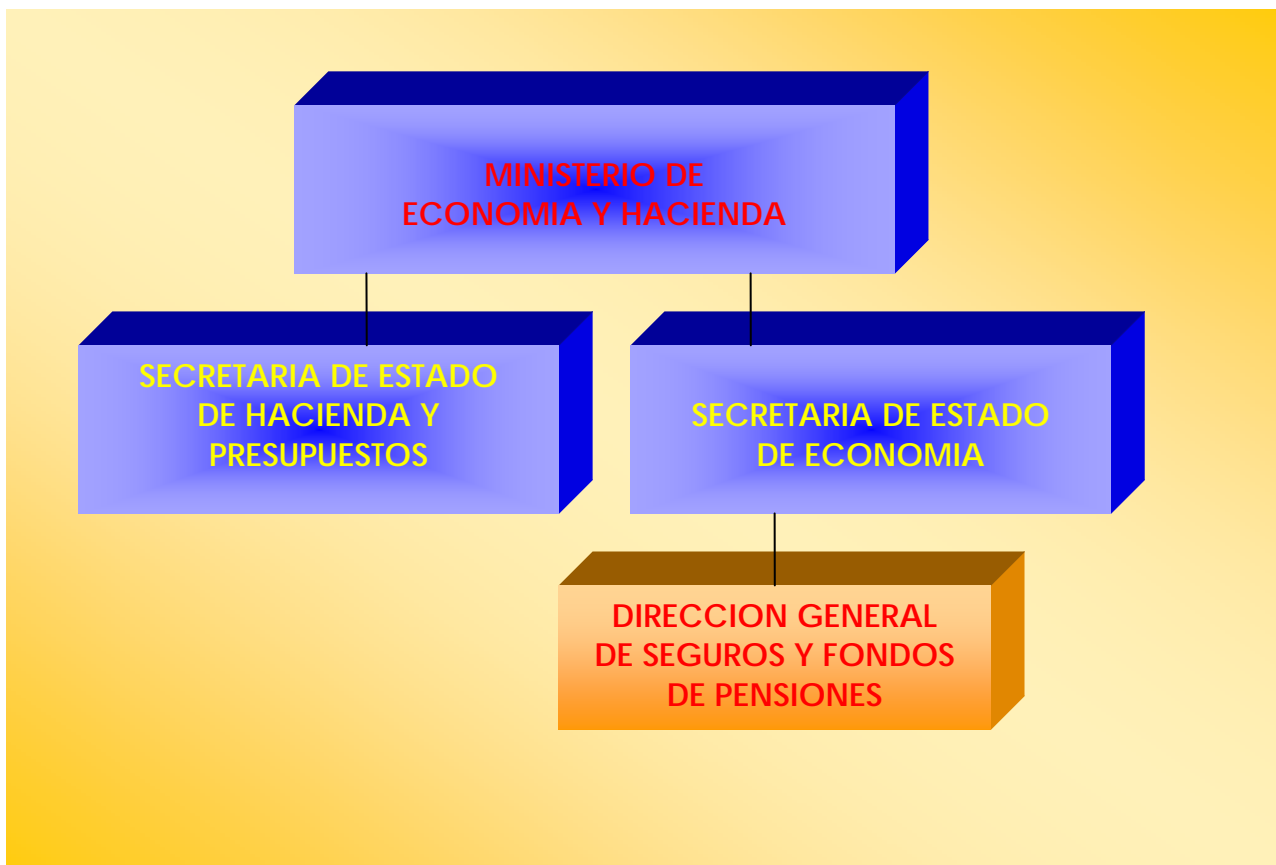 MINISTERIO DE
ECONOMIA Y HACIENDA
SECRETARIA DE ESTADO
DE HACIENDA Y
PRESUPUESTOS
SECRETARIA DE ESTADO
DE ECONOMIA
DIRECCION GENERAL
DE SEGUROS Y FONDOS
DE PENSIONES